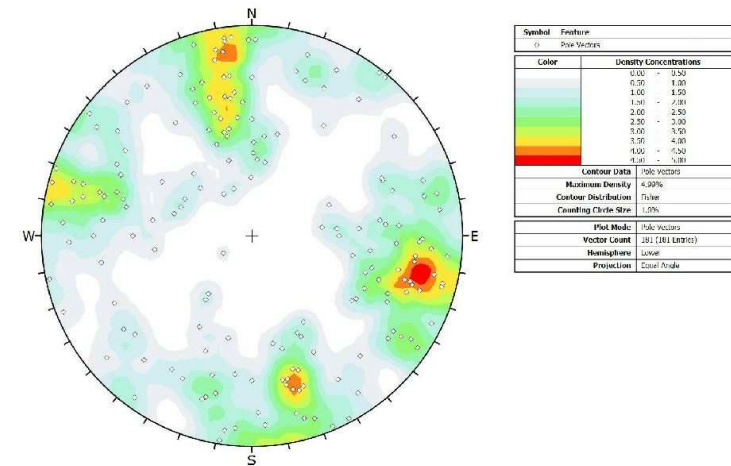 N
W
E
S
Symbol Feature
◇ Pole Vectors
Color Density Concentrations
0.00 - 0.50
0.50 - 1.00
1.00 - 1.50
1.50 - 2.00
2.00 - 2.50
2.50 - 3.00
3.00 - 3.50
3.50 - 4.00
4.00 - 4.50
4.50 - 5.00
Contour Data Pole Vectors
Maximum Density 4.99%
Contour Distribution Fisher
Counting Circle Size 1.0%
Plot Mode Pole Vectors
Vector Count 181 (181 Entries)
Hemisphere Lower
Projection Equal Angle